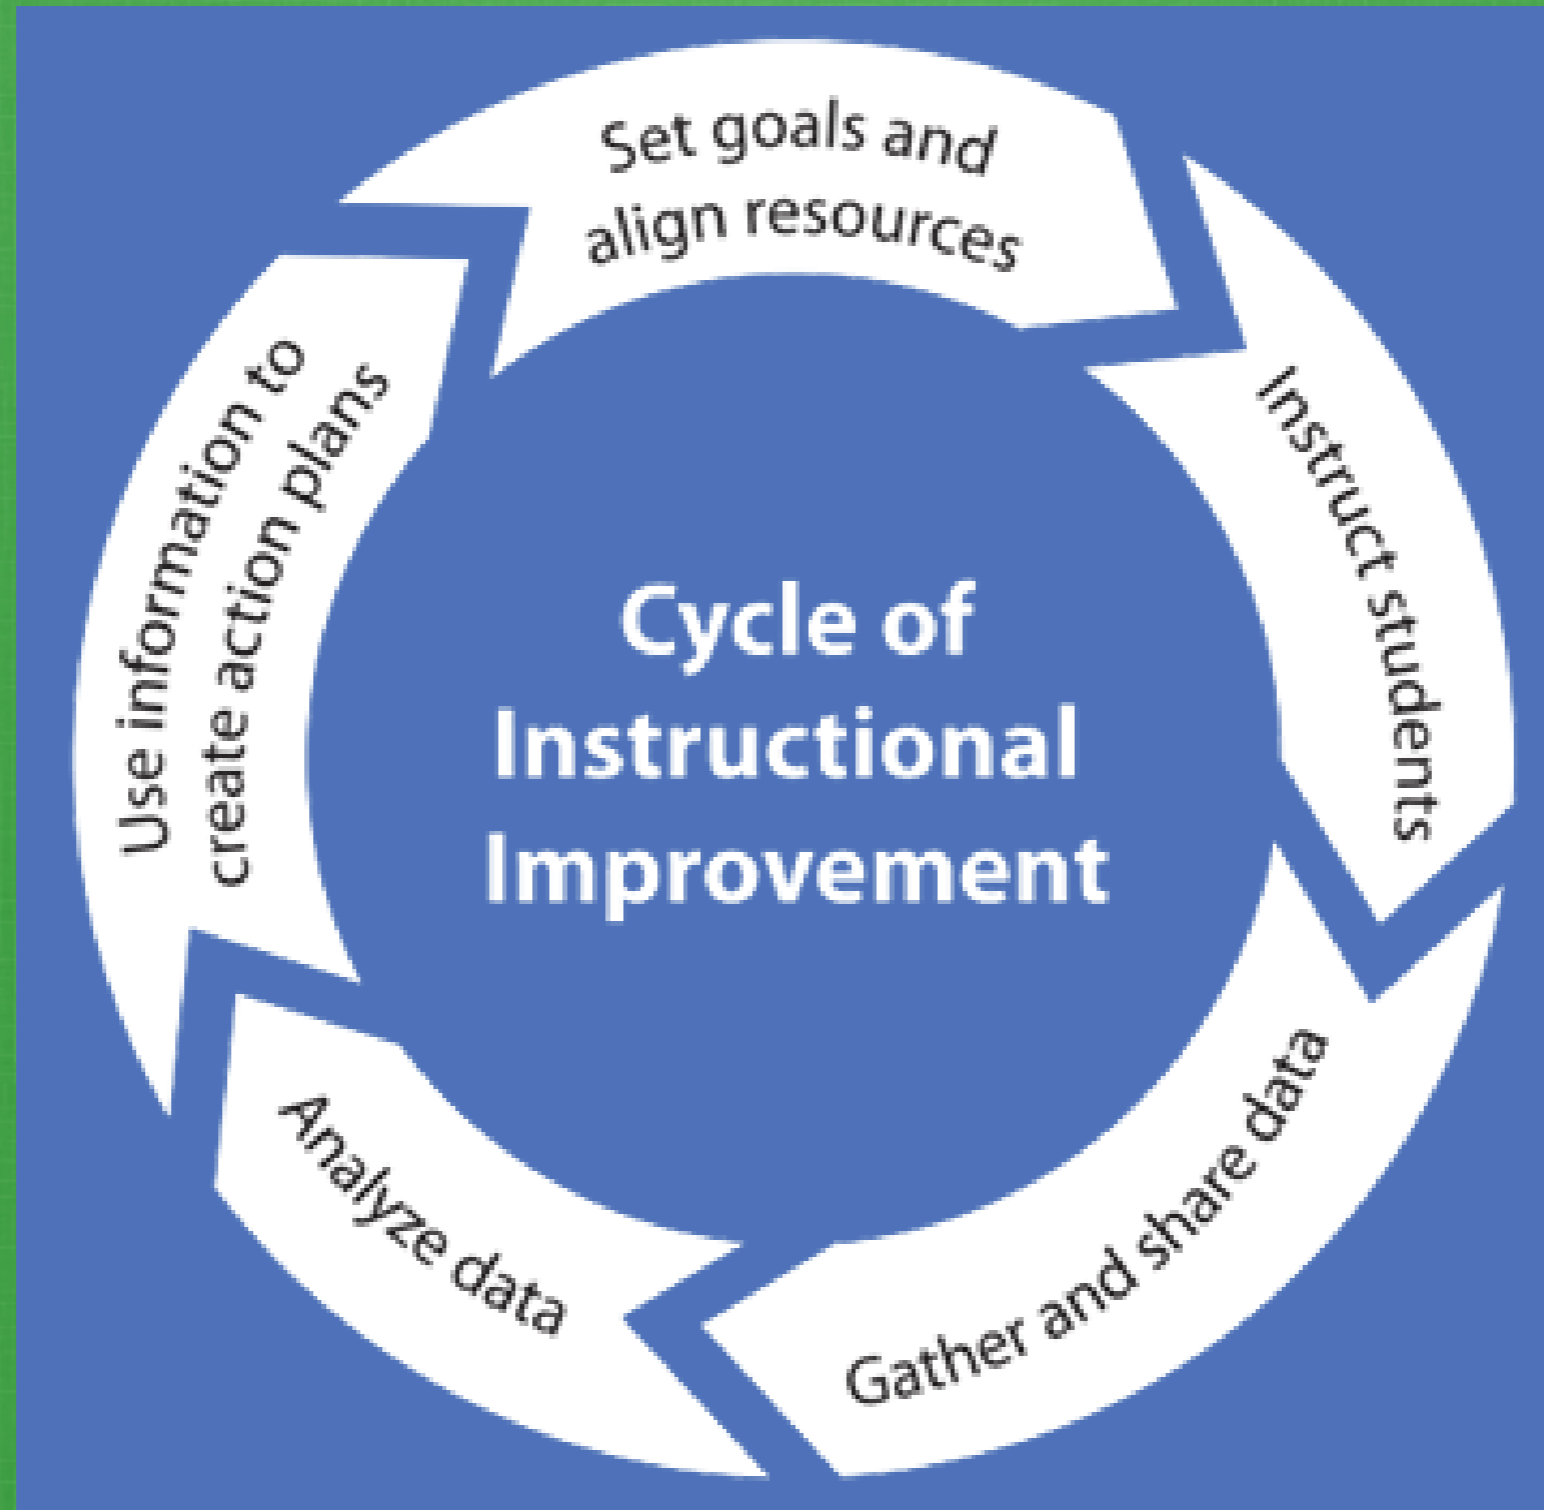 Set goals and
align resources
Instruct students
Gather and share data
Analyze data
Use information to
create action plans
Cycle of
Instructional
Improvement